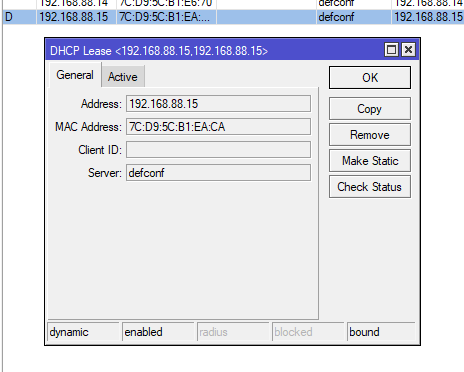 192.168.88.14 7C:D9:5C:B1:E6:70 defconf 192.168.88.14
D 192.168.88.15 7C:D9:5C:B1:EA:... defconf 192.168.88.15
DHCP Lease <192.168.88.15,192.168.88.15>
General Active OK
Address: 192.168.88.15 Copy
MAC Address: 7C:D9:5C:B1:EA:CA Remove
Client ID: Make Static
Server: defconf Check Status
dynamic enabled radius blocked bound